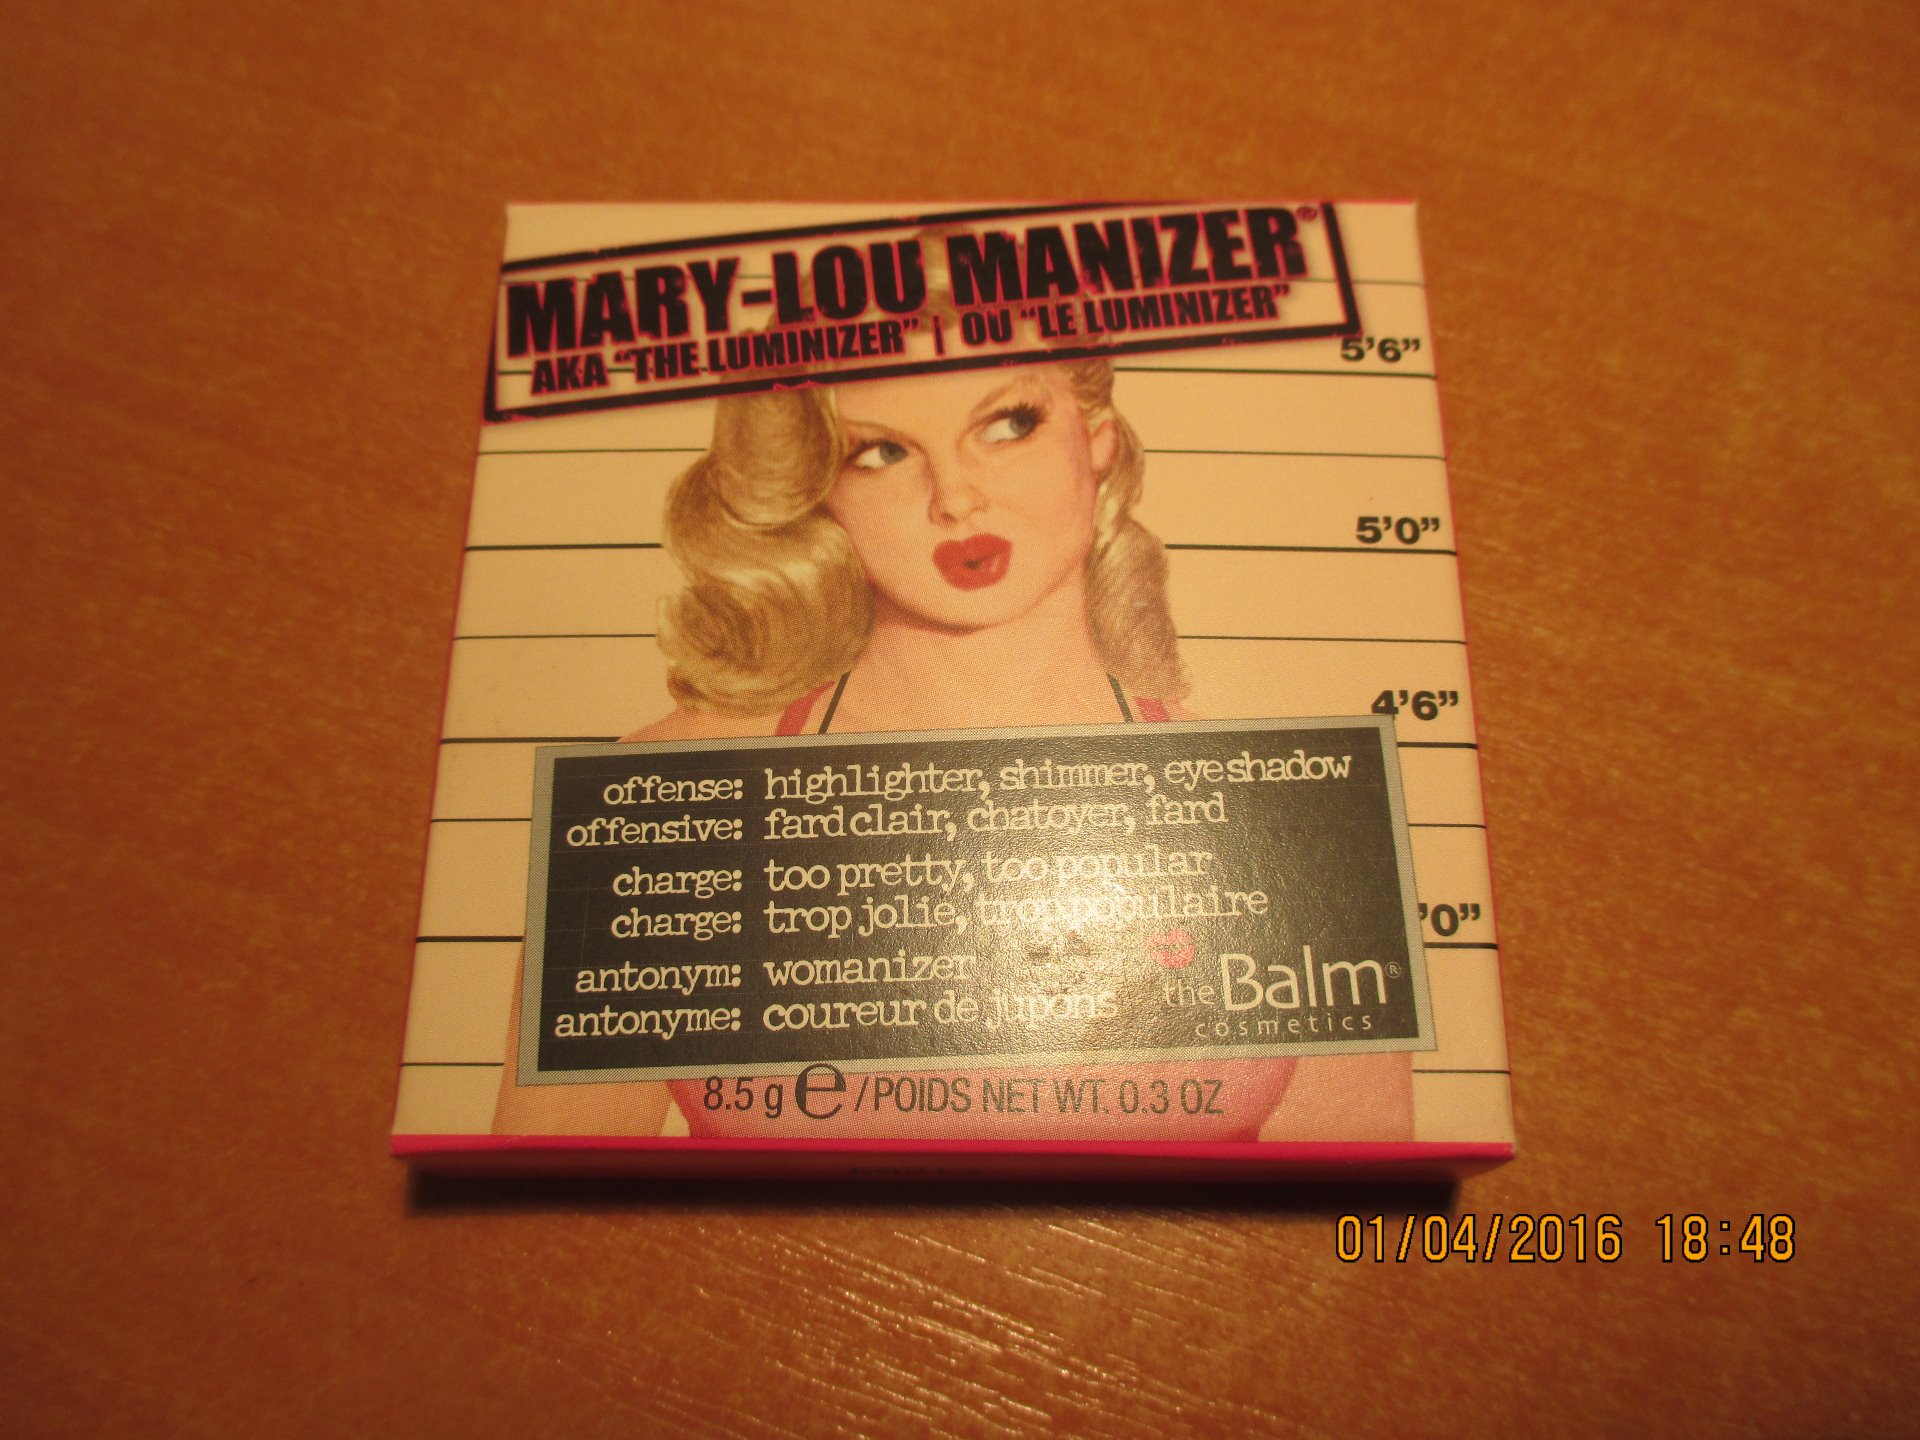 MARY-LOU MANIZER®
AKA "THE LUMINIZER" | OU "LE LUMINIZER"
5'6"
5'0"
4'6"
'0"
offense: highlighter, shimmer, eyeshadow
offensive: fard clair, chatoyer, fard
charge: too pretty, too popular
charge: trop jolie, trop populaire
antonym: womanizer
antonyme: coureur de jupons
theBalm®
cosmetics
8.5 g e / POIDS NET WT. 0.3 OZ
01/04/2016 18:48